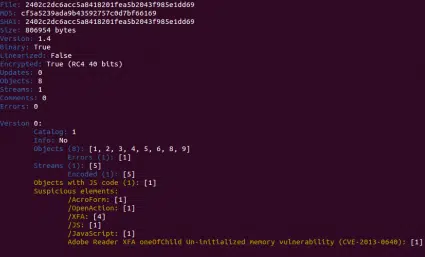 File: 2402c2dc6acc5a8418201fea5b2043f985e1dd69
MD5: cf5a5239ada9b43592757c0d7bf66169
SHA1: 2402c2dc6acc5a8418201fea5b2043f985e1dd69
Size: 806954 bytes
Version: 1.4
Binary: True
Linearized: False
Encrypted: True (RC4 40 bits)
Updates: 0
Objects: 8
Streams: 1
Comments: 0
Errors: 0
Version 0:
Catalog: 1
Info: No
Objects (8): [1, 2, 3, 4, 5, 6, 8, 9]
Errors (1): [1]
Streams (1): [5]
Encoded (1): [5]
Objects with JS code (1): [1]
Suspicious elements:
/AcroForm: [1]
/OpenAction: [1]
/XFA: [4]
/JS: [1]
/JavaScript: [1]
Adobe Reader XFA oneOfChild Un-initialized memory vulnerability (CVE-2013-0640): [1]